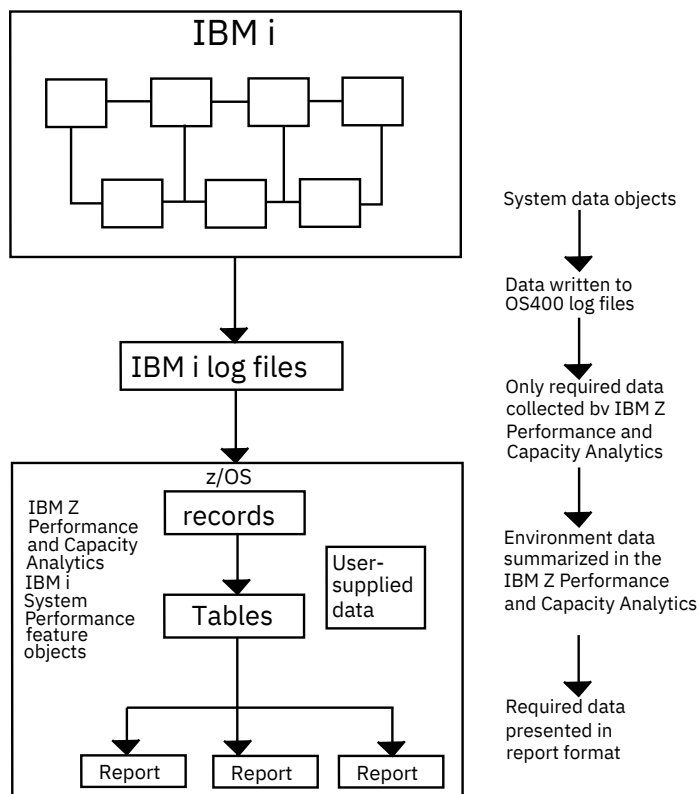 IBM i
IBM i log files
z/OS
IBM Z
Performance
and Capacity
Analytics
IBM i
System
Performance
feature
objects
records
User-
supplied
data
Tables
Report
Report
Report
System data objects
Data written to
OS400 log files
Only required data
collected bv IBM Z
Performance and
Capacity Analytics
Environment data
summarized in the
IBM Z Performance
and Capacity Analytics
Required data
presented in
report format